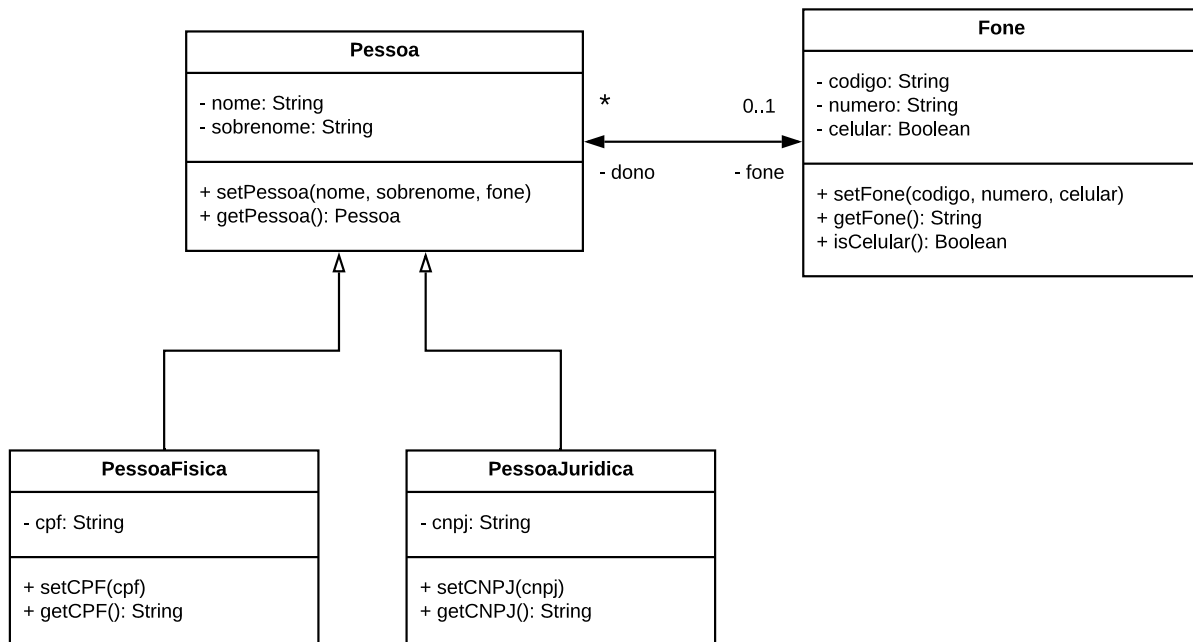 Pessoa
- nome: String
- sobrenome: String
+ setPessoa(nome, sobrenome, fone)
+ getPessoa(): Pessoa
*
0..1
- dono
- fone
Fone
- codigo: String
- numero: String
- celular: Boolean
+ setFone(codigo, numero, celular)
+ getFone(): String
+ isCelular(): Boolean
PessoaFisica
- cpf: String
+ setCPF(cpf)
+ getCPF(): String
PessoaJuridica
- cnpj: String
+ setCNPJ(cnpj)
+ getCNPJ(): String